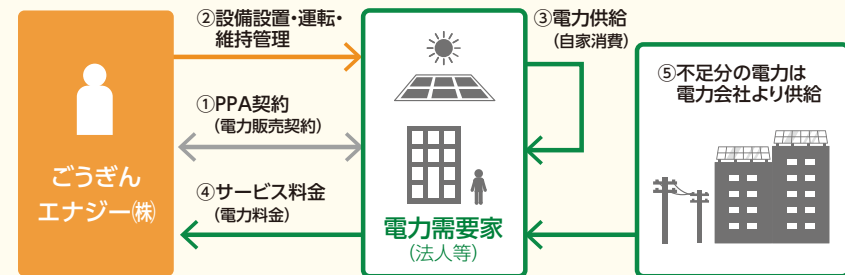 ②設備設置・運転・
維持管理
①PPA契約
(電力販売契約)
④サービス料金
(電力料金)
ごうぎん
エナジー㈱
電力需要家
(法人等)
③電力供給
(自家消費)
⑤不足分の電力は
電力会社より供給